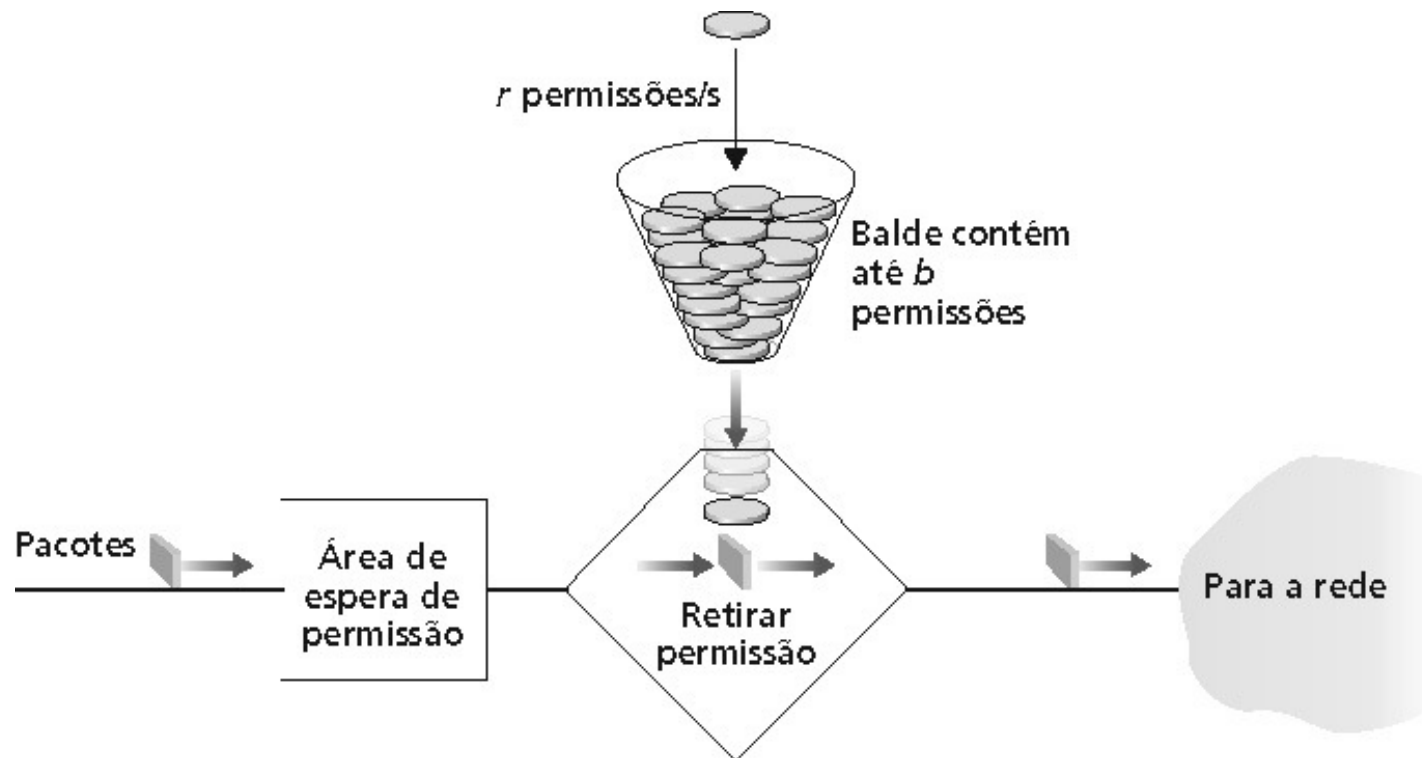 r permissões/s
Balde contém
até b
permissões
Pacotes
Área de
espera de
permissão
Retirar
permissão
Para a rede